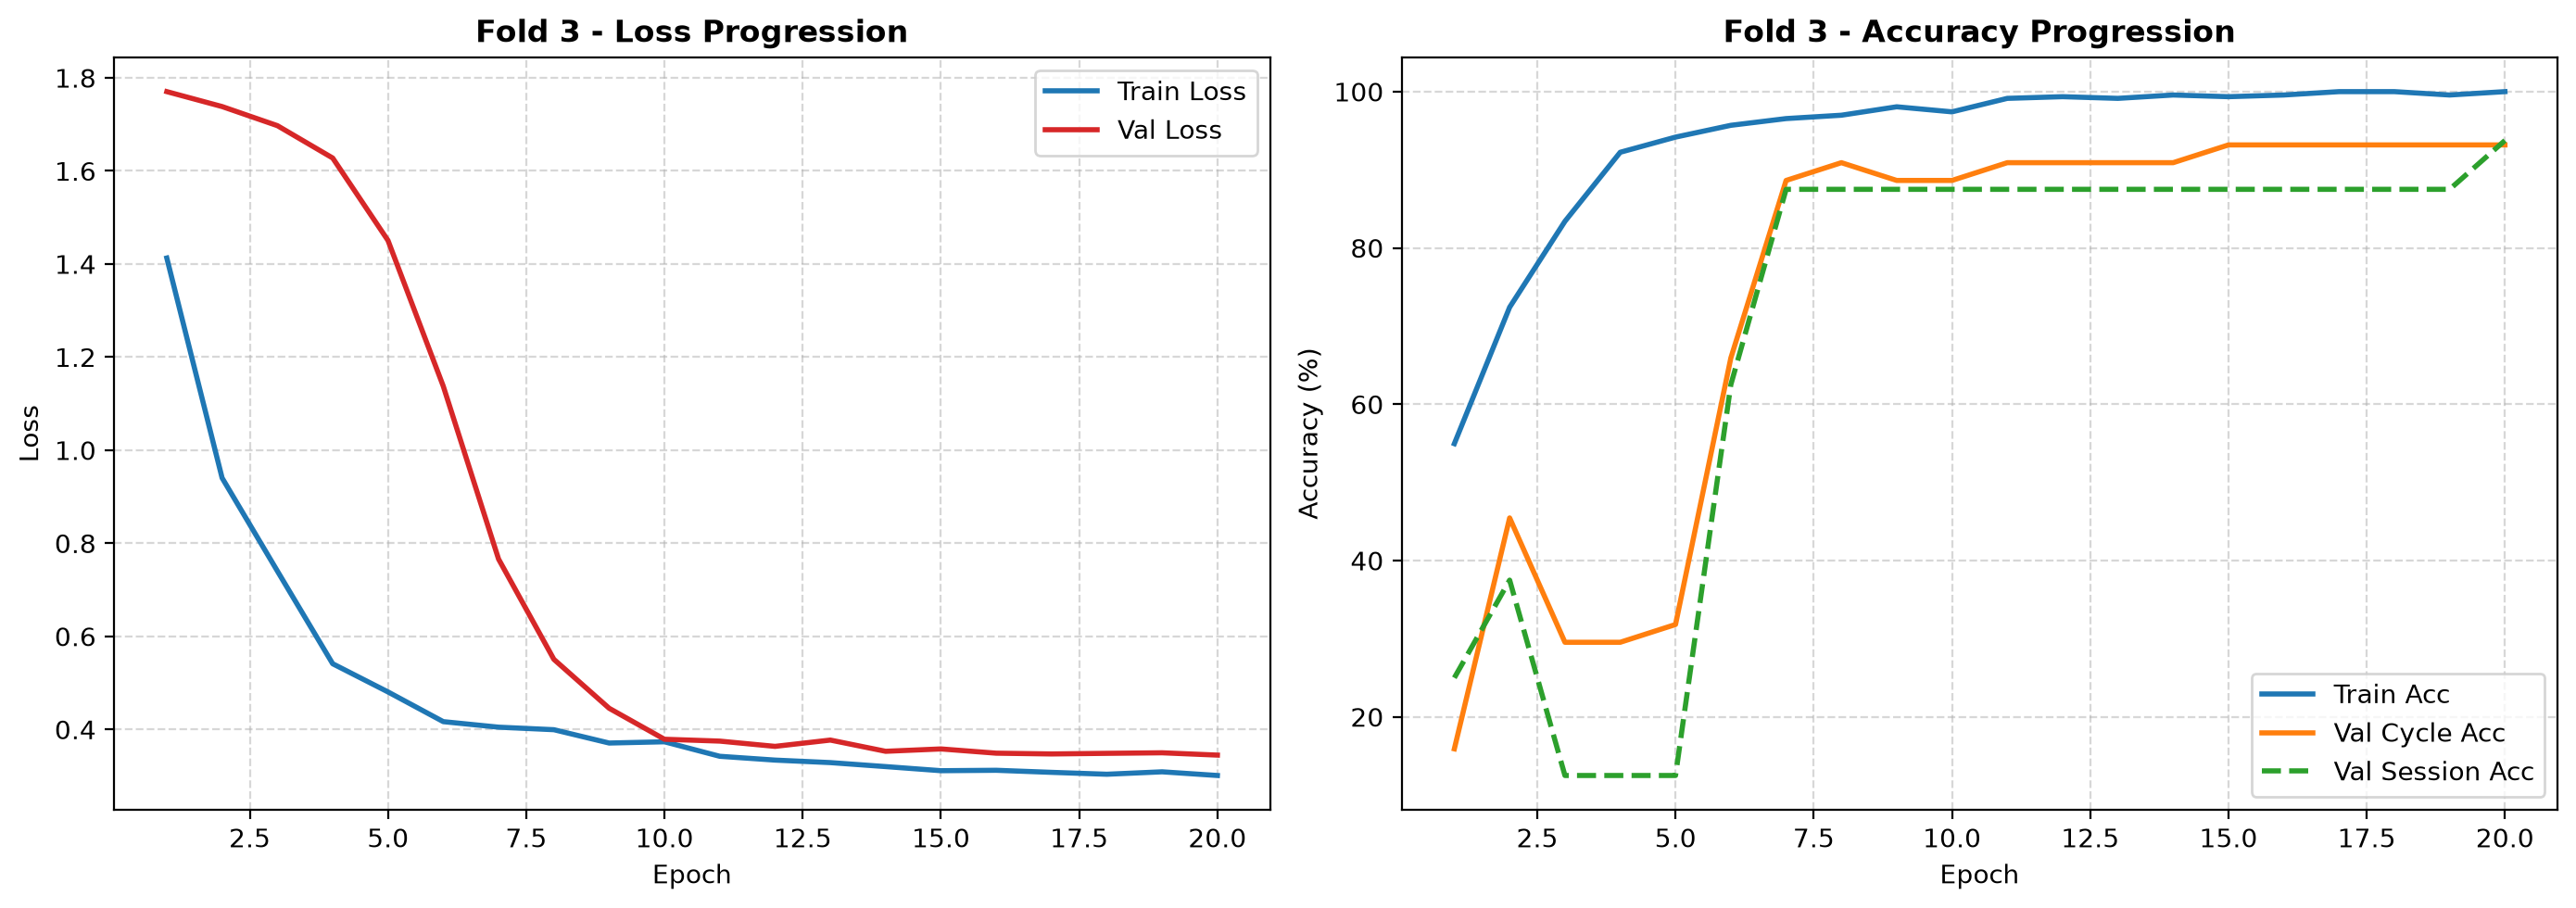 Fold 3 - Loss Progression
1.8
1.6
1.4
1.2
1.0
0.8
0.6
0.4
Loss
Train Loss
Val Loss
2.5 5.0 7.5 10.0 12.5 15.0 17.5 20.0
Epoch
Fold 3 - Accuracy Progression
100
80
60
40
20
Accuracy (%)
Train Acc
Val Cycle Acc
Val Session Acc
2.5 5.0 7.5 10.0 12.5 15.0 17.5 20.0
Epoch